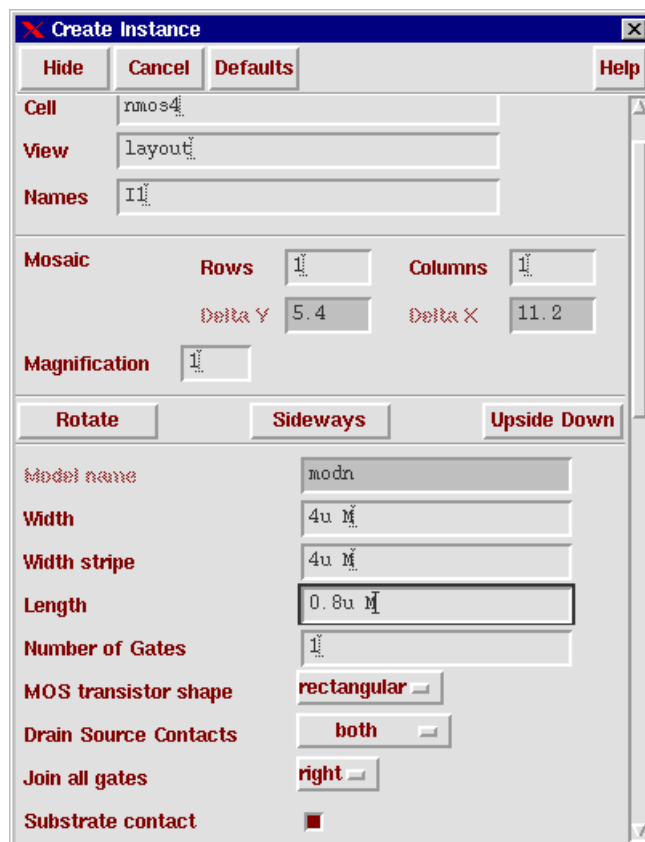 Create Instance
Hide Cancel Defaults Help
Cell nmos4
View layout
Names I1
Mosaic Rows 1 Columns 1
Delta Y 5.4 Delta X 11.2
Magnification 1
Rotate Sideways Upside Down
Model name modn
Width 4u M
Width stripe 4u M
Length 0.8u M
Number of Gates 1
MOS transistor shape rectangular
Drain Source Contacts both
Join all gates right
Substrate contact